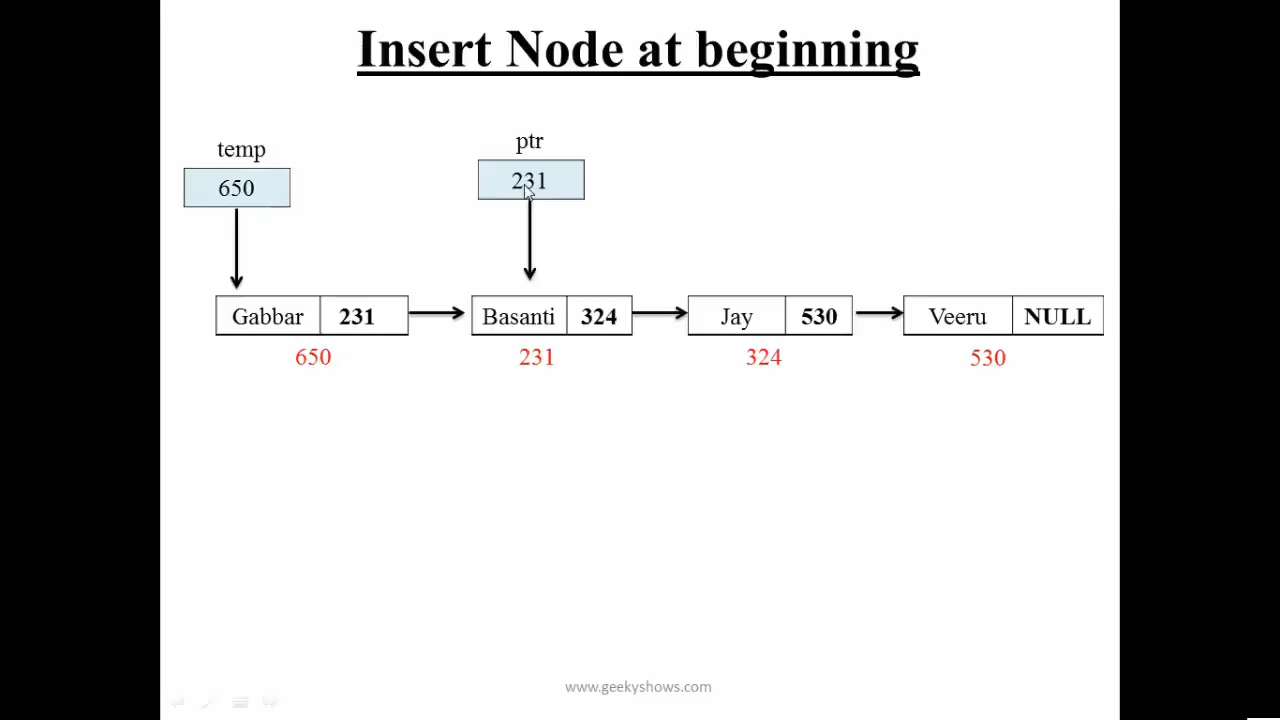 Insert Node at beginning
temp
ptr
650
231
Gabbar 231 Basanti 324 Jay 530 Veeru NULL
650 231 324 530
www.geekyshows.com